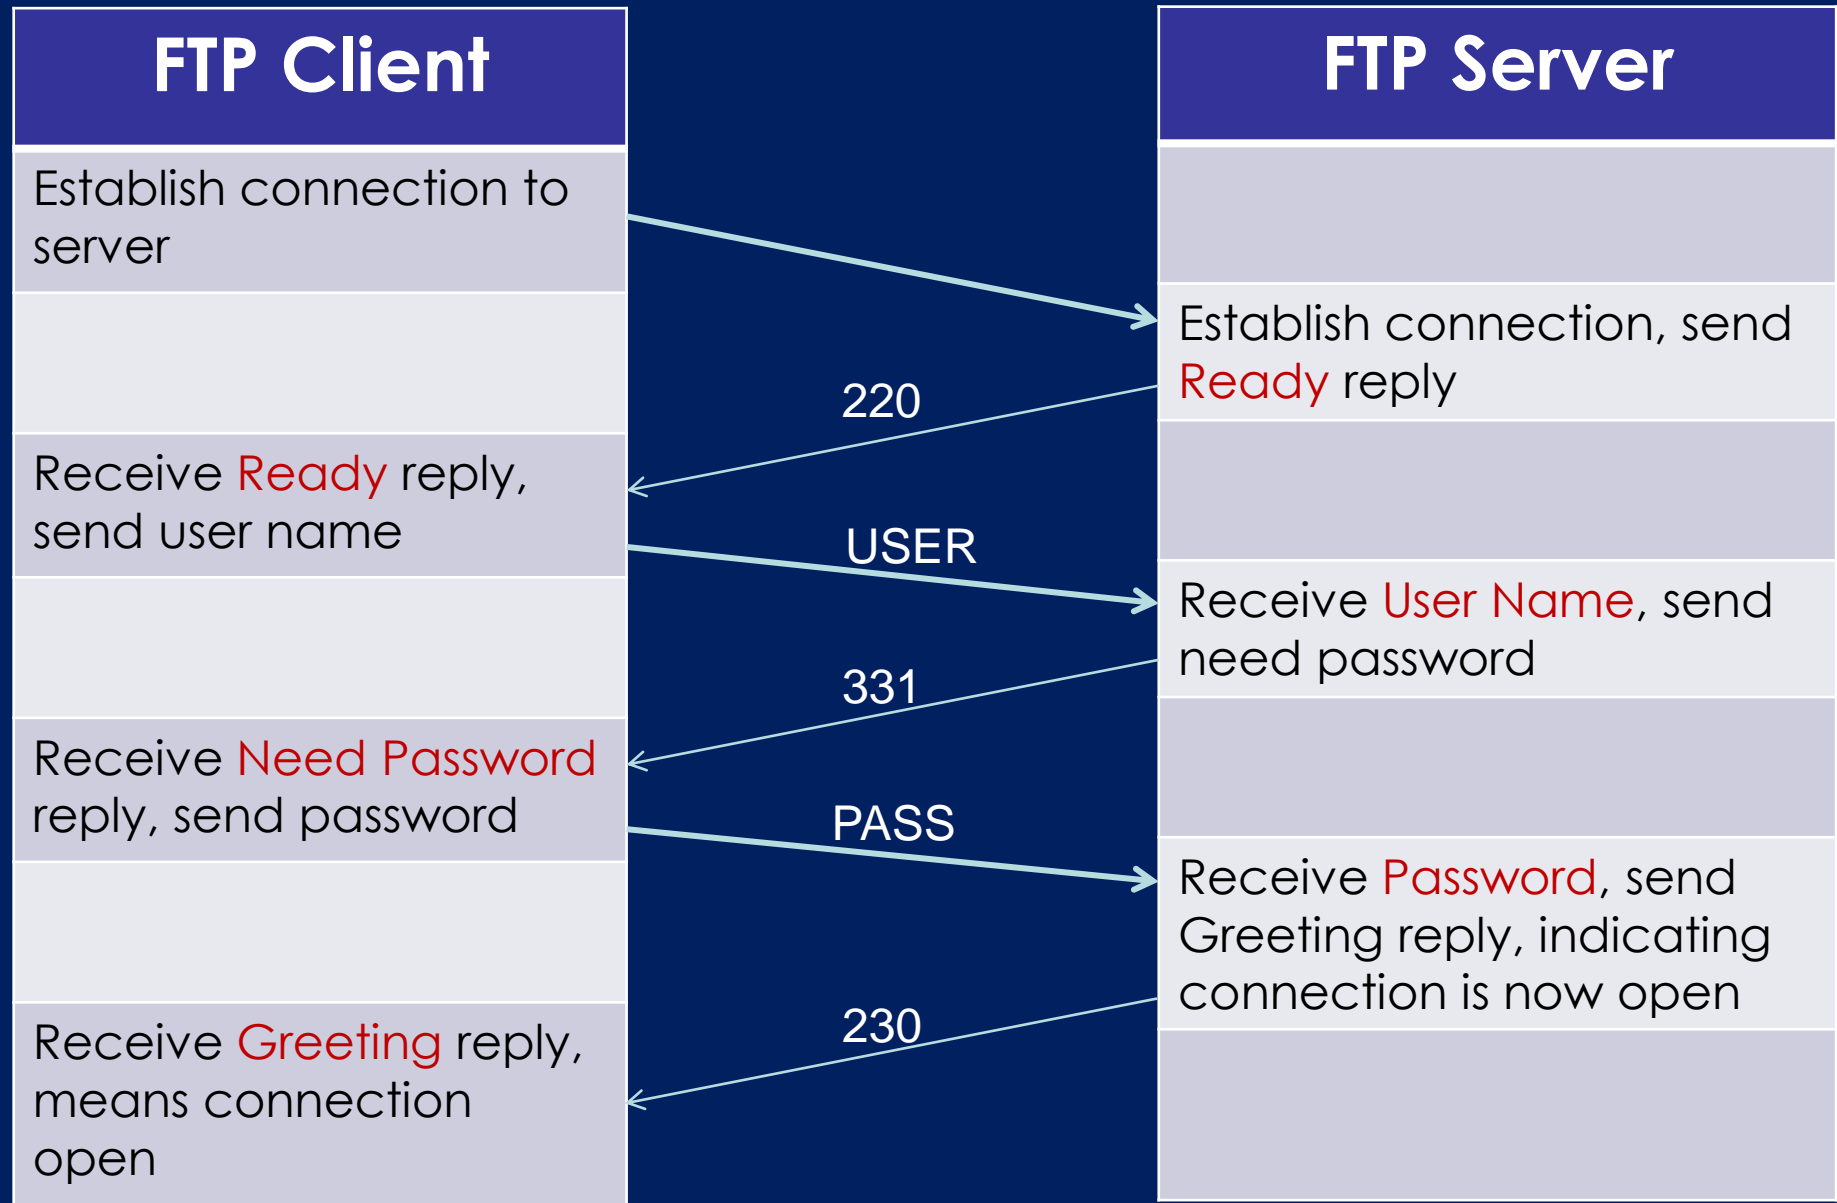 FTP Client
FTP Server
Establish connection to
server
Establish connection, send
Ready reply
220
Receive Ready reply,
send user name
USER
Receive User Name, send
need password
331
Receive Need Password
reply, send password
PASS
Receive Password, send
Greeting reply, indicating
connection is now open
230
Receive Greeting reply,
means connection
open